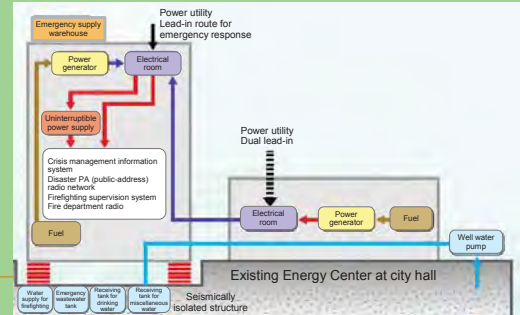 Emergency supply
warehouse
Power utility
Lead-in route for
emergency response
Power
generator
Electrical
room
Uninterruptible
power supply
Crisis management information
system
Disaster PA (public-address)
radio network
Firefighting supervision system
Fire department radio
Fuel
Power utility
Dual lead-in
Electrical
room
Power
generator
Fuel
Well water
pump
Existing Energy Center at city hall
Water
supply for
firefighting
Emergency
wastewater
tank
Receiving
tank for
drinking
water
Receiving
tank for
miscellaneous
water
Seismically
isolated structure